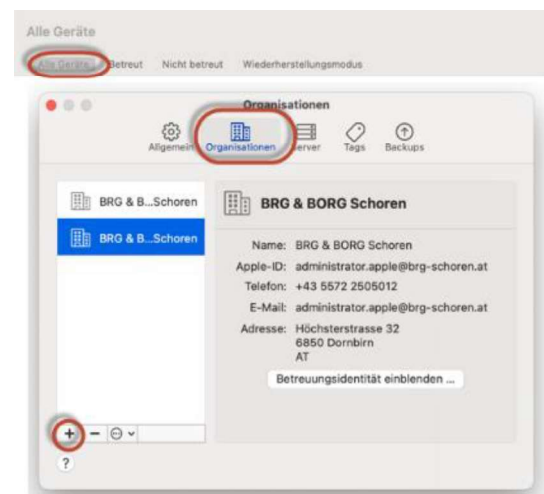 Alle Geräte
Alle Geräte Betreut Nicht betreut Wiederherstellungsmodus
Organisationen
Allgemein Organisationen Server Tags Backups
BRG & B...Schoren
BRG & B...Schoren
BRG & BORG Schoren
Name: BRG & BORG Schoren
Apple-ID: administrator.apple@brg-schoren.at
Telefon: +43 5572 2505012
E-Mail: administrator.apple@brg-schoren.at
Adresse: Höchsterstrasse 32
6850 Dornbirn
AT
Betreuungsidentität einblenden ...
+ −
?